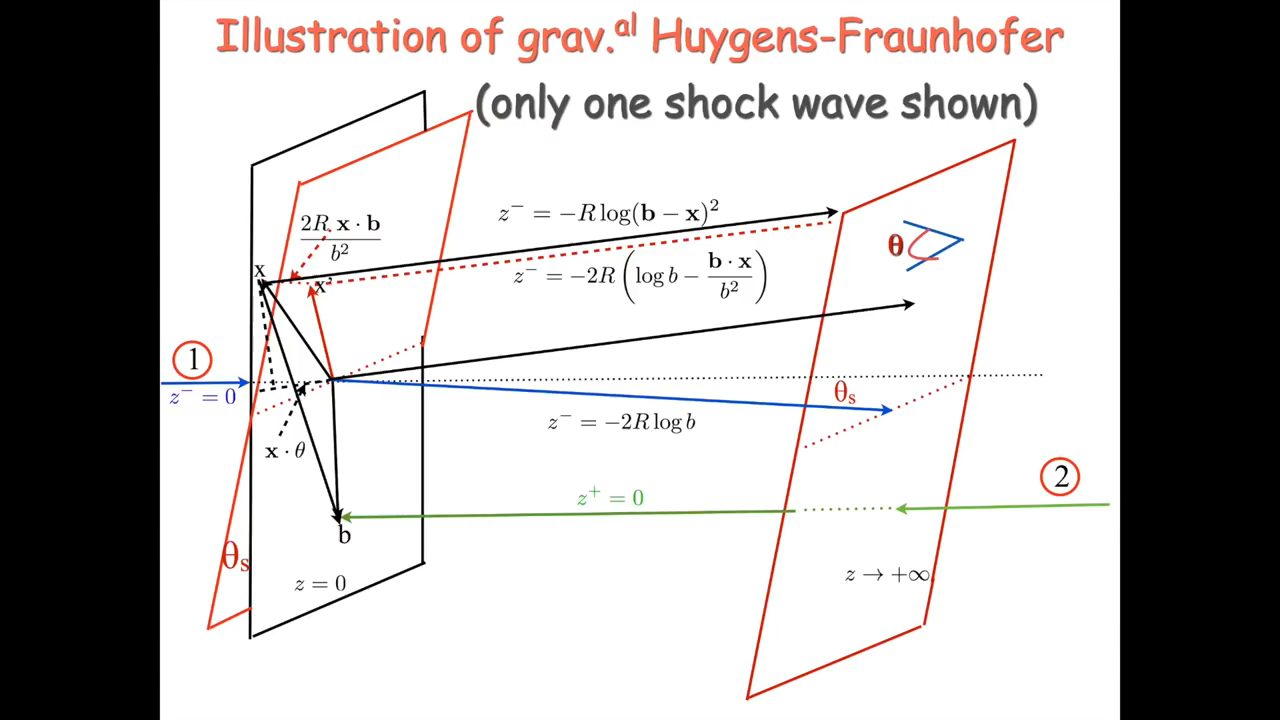 Illustration of grav.ᵃˡ Huygens-Fraunhofer
(only one shock wave shown)
z⁻ = −R log(b − x)²
2R x · b / b²
z⁻ = −2R (log b − b · x / b²)
θ
x
x'
1
z⁻ = 0
θₛ
z⁻ = −2R log b
x · θ
2
z⁺ = 0
b
θₛ
z = 0
z → +∞